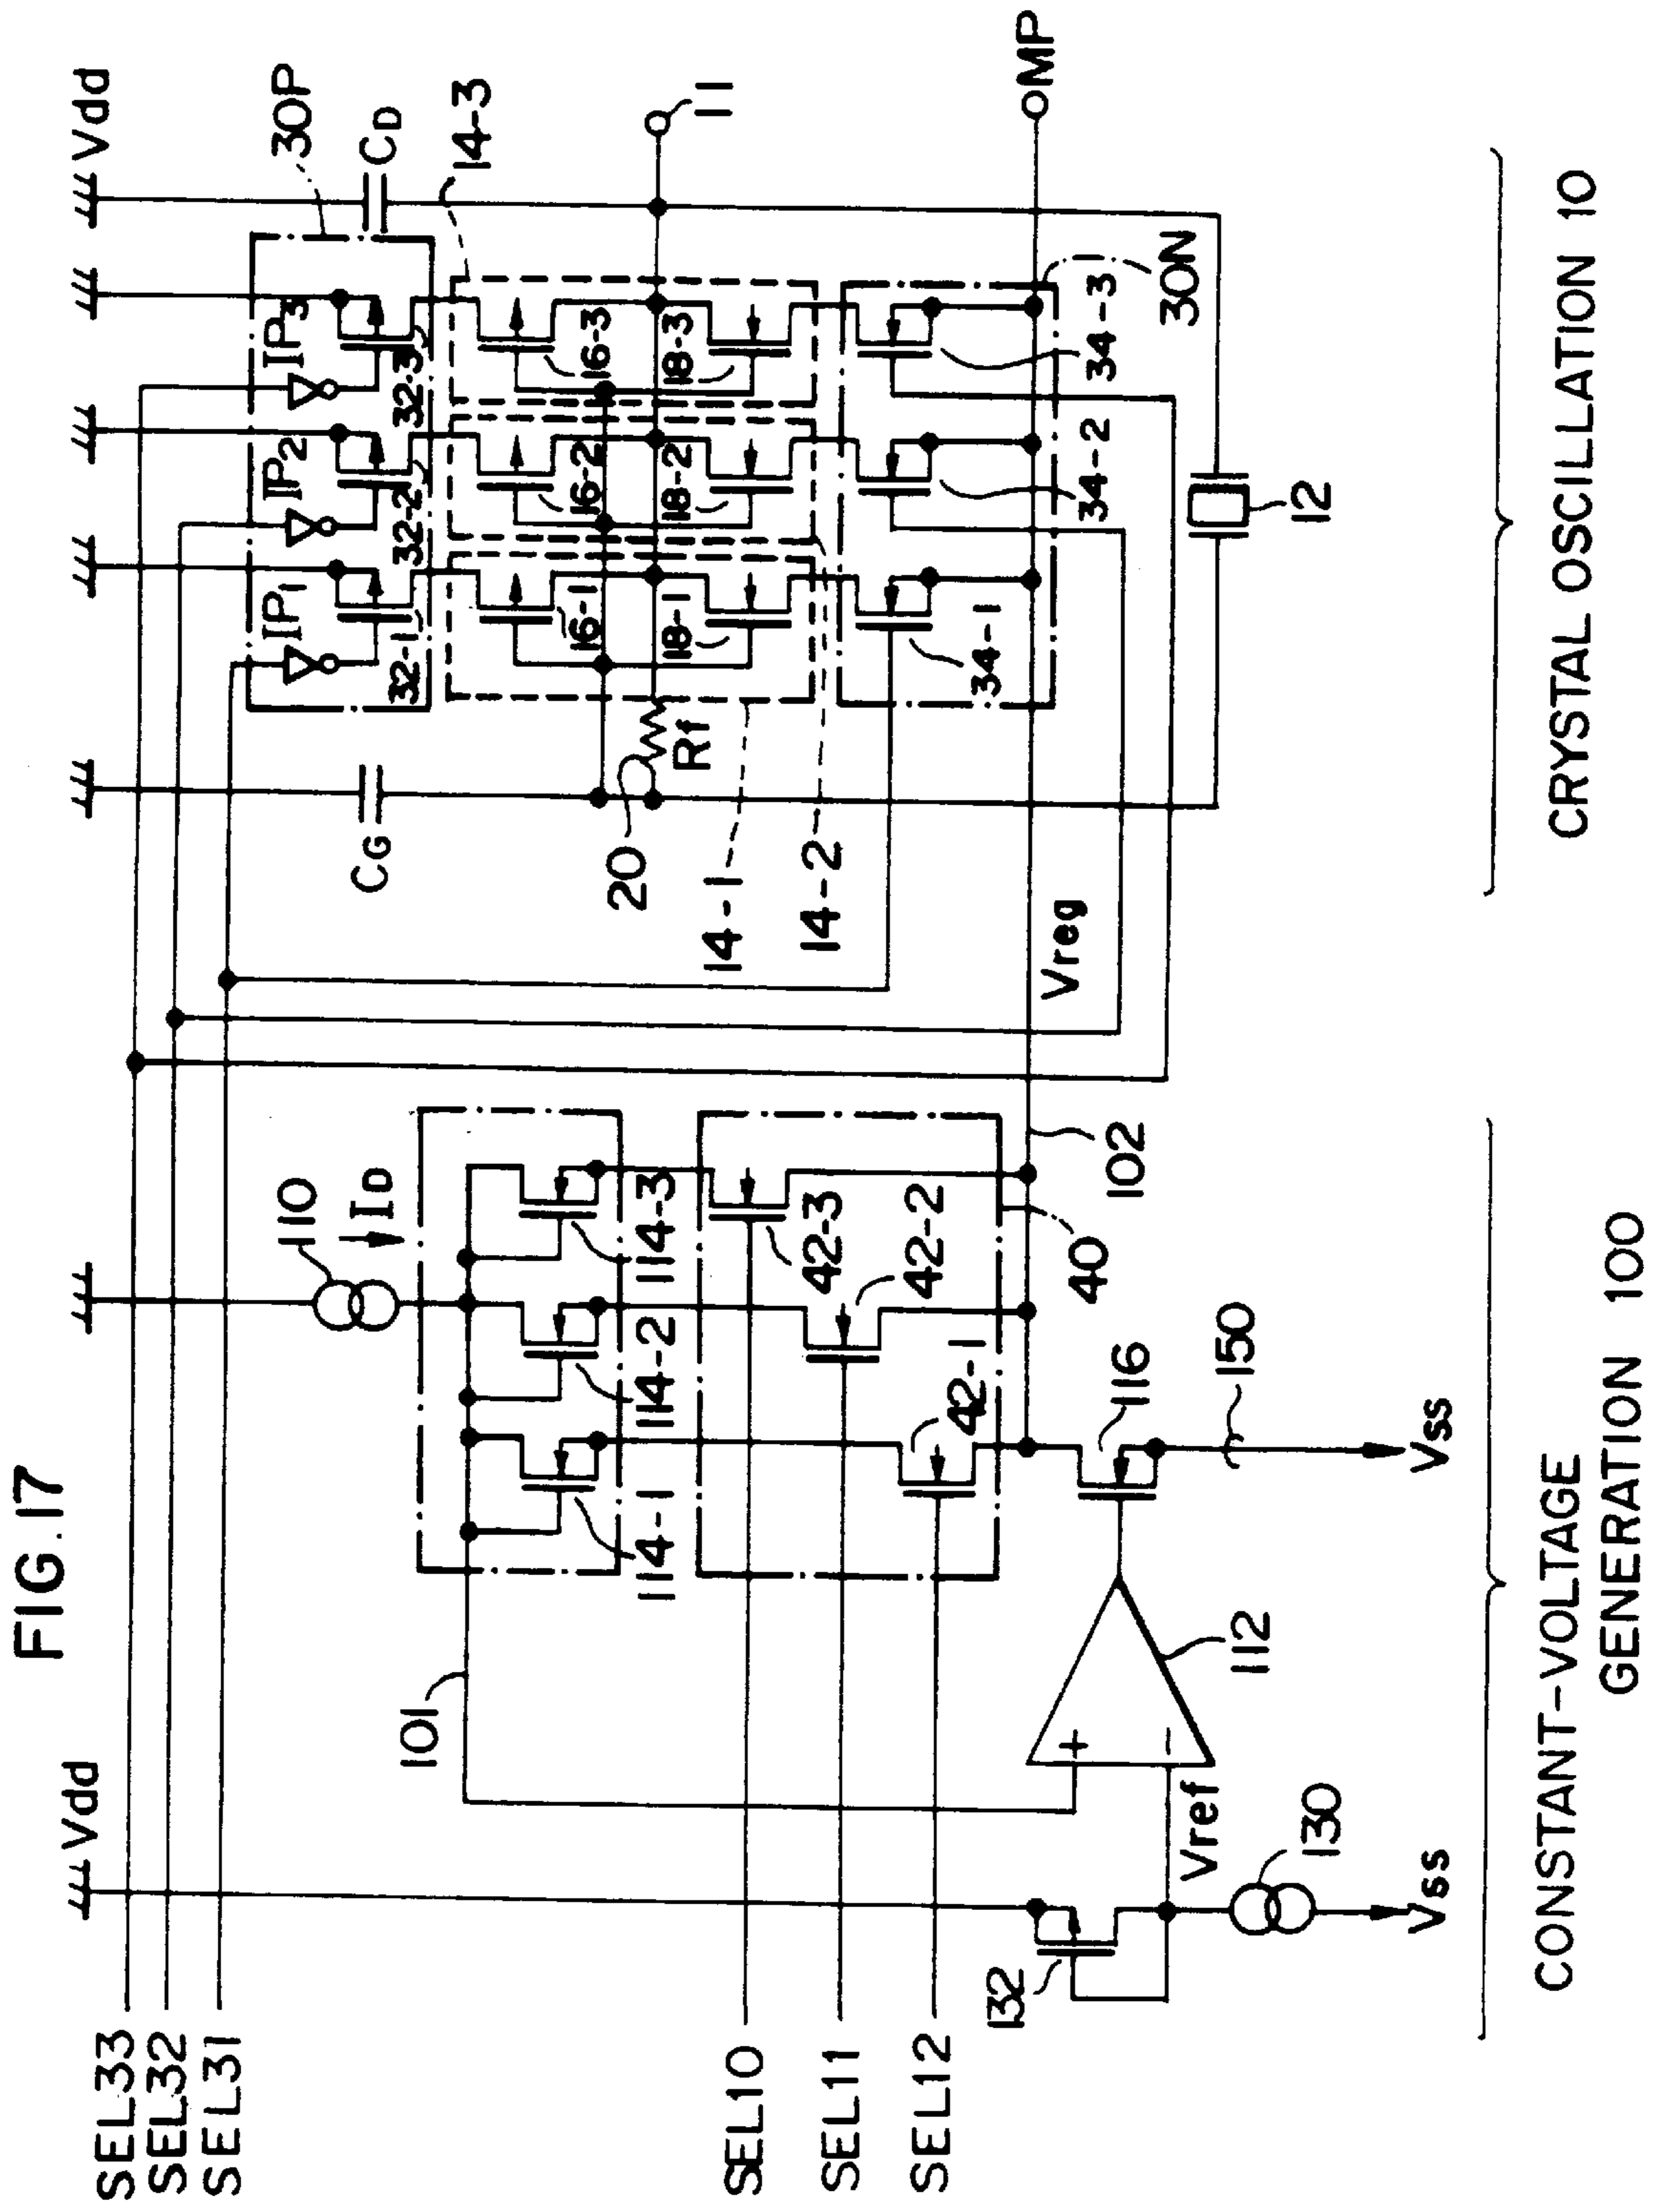 FIG.17
SEL33
SEL32
SEL31
Vdd
Vdd
IP1
IP2
IP3
30P
CD
CG
32-1
32-2
32-3
14-3
16-1
16-2
16-3
11
20
Rf
18-1
18-2
18-3
14-1
14-2
34-1
34-2
34-3
30N
MP
Vreg
12
110
ID
101
114-1
114-2
114-3
SEL10
SEL11
SEL12
42-3
42-2
42-1
40
102
132
Vref
130
Vss
+
-
112
116
150
Vss
CONSTANT-VOLTAGE
GENERATION 100
CRYSTAL OSCILLATION 10